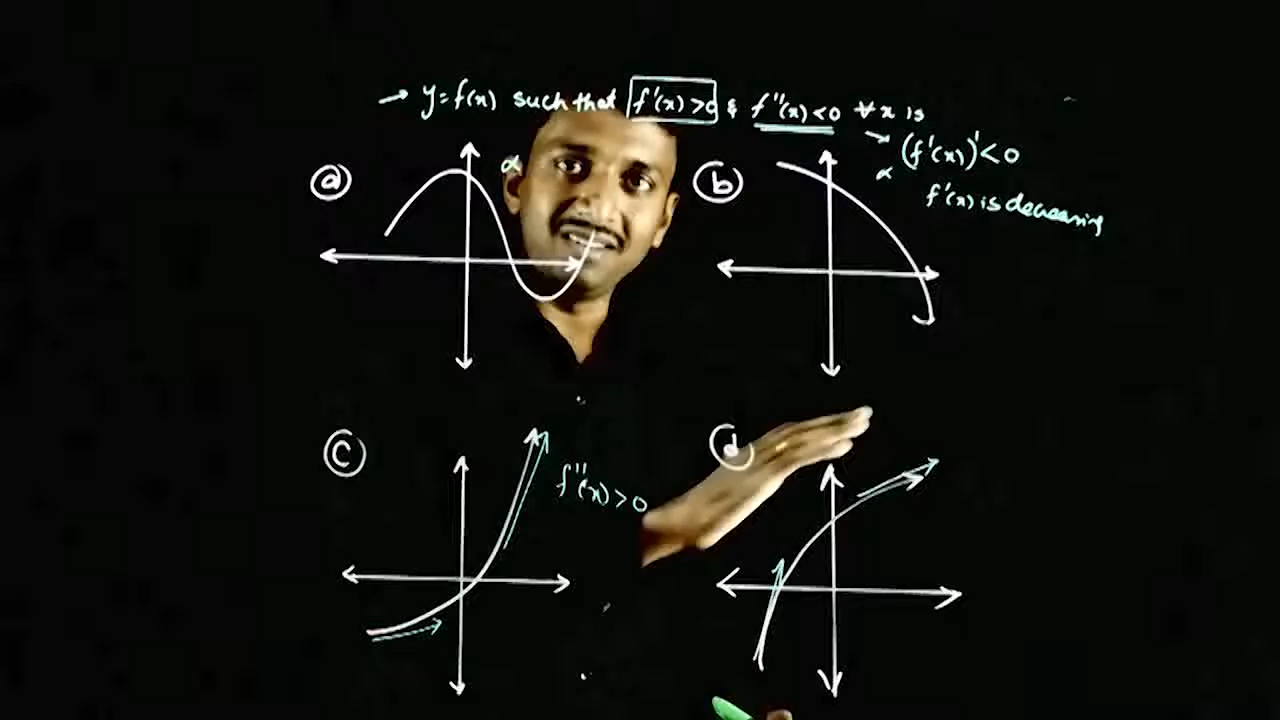 → y=f(x) such that f'(x)>0 & f''(x)<0 ∀ x is
→ (f'(x))'<0
f'(x) is decreasing
ⓐ
ⓑ
ⓒ
f''(x)>0
ⓓ